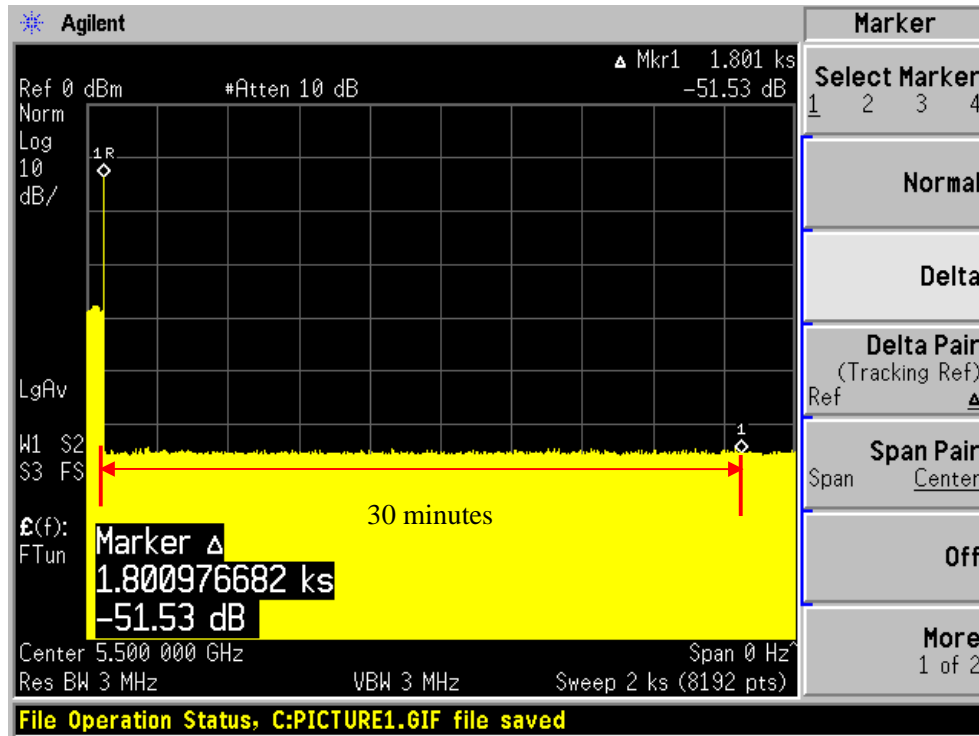 Agilent
Marker
▵ Mkr1 1.801 ks
Ref 0 dBm #Atten 10 dB -51.53 dB
Norm
Log
10
dB/
1R
LgAv
1
W1 S2
S3 FS
30 minutes
£(f):
FTun
Marker ▵
1.800976682 ks
-51.53 dB
Center 5.500 000 GHz Span 0 Hz^
Res BW 3 MHz VBW 3 MHz Sweep 2 ks (8192 pts)
File Operation Status, C:PICTURE1.GIF file saved
Select Marker
1 2 3 4
Normal
Delta
Delta Pair
(Tracking Ref)
Ref ▵
Span Pair
Span Center
Off
More
1 of 2